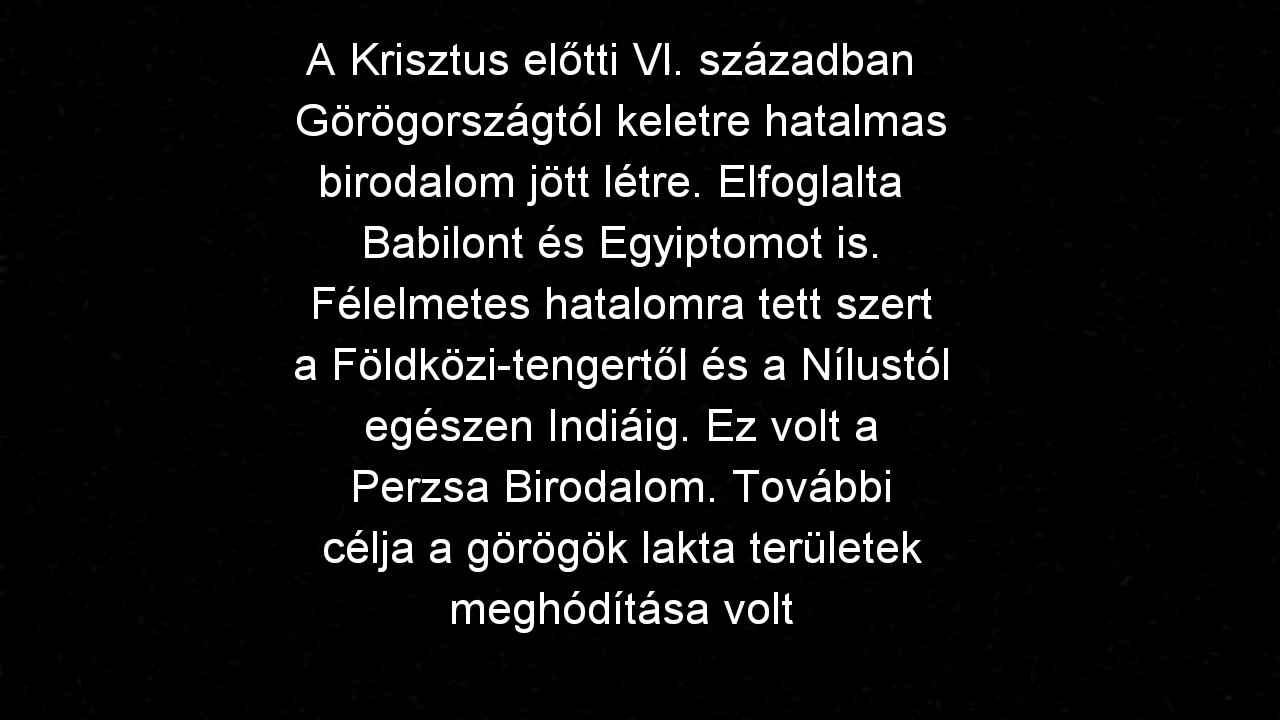 A Krisztus előtti VI. században
Görögországtól keletre hatalmas
birodalom jött létre. Elfoglalta
Babilont és Egyiptomot is.
Félelmetes hatalomra tett szert
a Földközi-tengertől és a Nílustól
egészen Indiáig. Ez volt a
Perzsa Birodalom. További
célja a görögök lakta területek
meghódítása volt